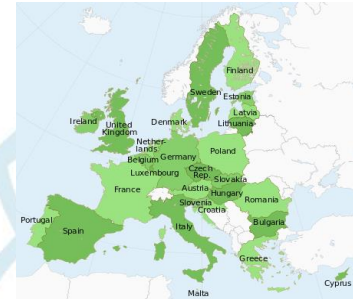 Finland
Sweden
Estonia
Latvia
Lithuania
Denmark
Ireland
United
Kingdom
Nether-
lands
Belgium
Germany
Poland
Luxembourg
Czech
Rep.
Slovakia
France
Austria
Hungary
Slovenia
Croatia
Romania
Portugal
Spain
Italy
Bulgaria
Greece
Malta
Cyprus